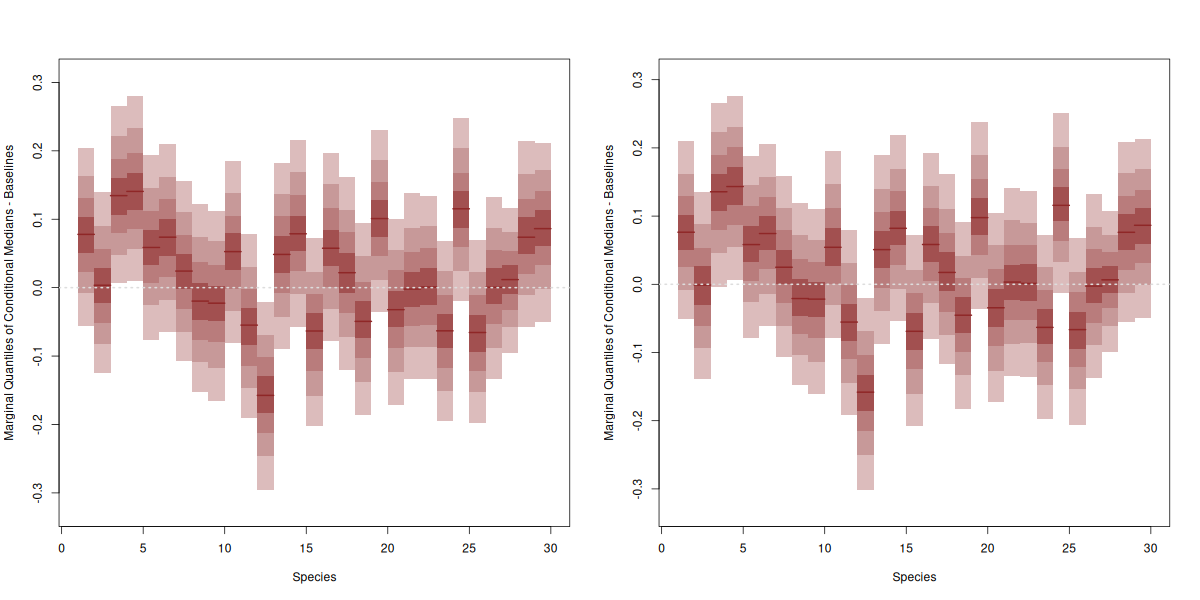 Marginal Quantiles of Conditional Medians - Baselines
0.3
0.2
0.1
0.0
-0.1
-0.2
-0.3
0 5 10 15 20 25 30
Species
Marginal Quantiles of Conditional Medians - Baselines
0.3
0.2
0.1
0.0
-0.1
-0.2
-0.3
0 5 10 15 20 25 30
Species